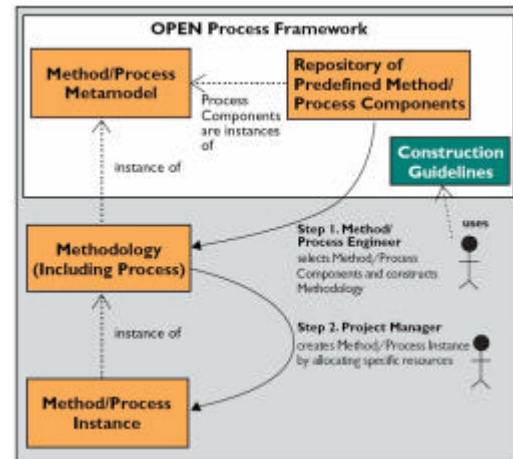 OPEN Process Framework
Method/Process
Metamodel
Repository of
Predefined Method/
Process Components
Process
Components
are instances
of
instance of
Construction
Guidelines
uses
Methodology
(Including Process)
Step 1. Method/
Process Engineer
selects Method/Process
Components and constructs
Methodology
instance of
Step 2. Project Manager
creates Method/Process Instance
by allocating specific resources
Method/Process
Instance